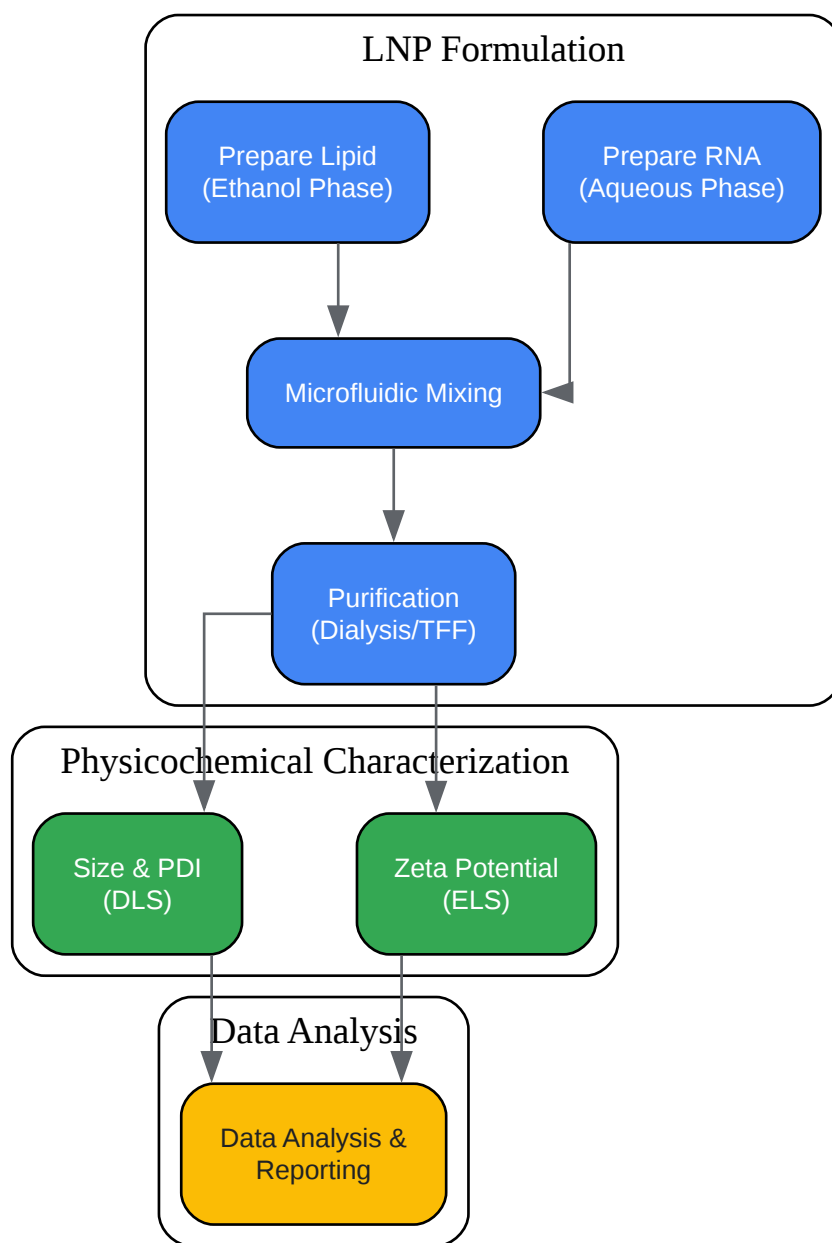 LNP Formulation
Prepare Lipid
(Ethanol Phase)
Prepare RNA
(Aqueous Phase)
Microfluidic Mixing
Purification
(Dialysis/TFF)
Physicochemical Characterization
Size & PDI
(DLS)
Zeta Potential
(ELS)
Data Analysis
Data Analysis &
Reporting